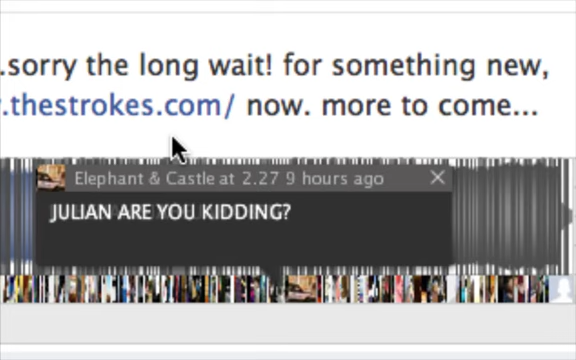 .sorry the long wait! for something new,
.thestrokes.com/ now. more to come...
Elephant & Castle at 2.27 9 hours ago
JULIAN ARE YOU KIDDING?